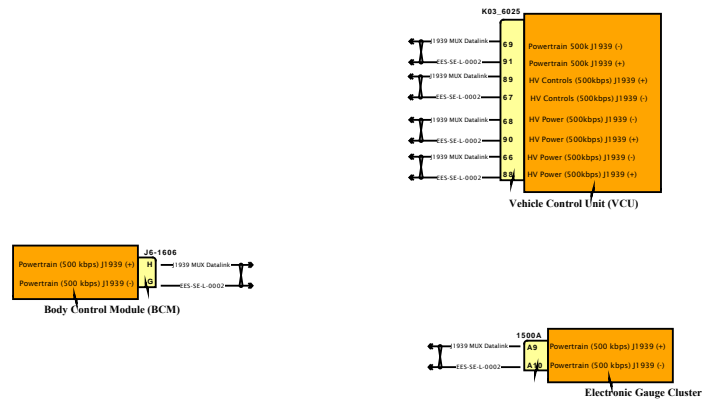 K03_6025
J1939 MUX Datalink 69 Powertrain 500k J1939 (-)
EES-SE-L-0002 91 Powertrain 500k J1939 (+)
J1939 MUX Datalink 89 HV Controls (500kbps) J1939 (+)
EES-SE-L-0002 67 HV Controls (500kbps) J1939 (-)
J1939 MUX Datalink 68 HV Power (500kbps) J1939 (-)
EES-SE-L-0002 90 HV Power (500kbps) J1939 (+)
J1939 MUX Datalink 66 HV Power (500kbps) J1939 (-)
EES-SE-L-0002 88 HV Power (500kbps) J1939 (+)
Vehicle Control Unit (VCU)
J6-1606
Powertrain (500 kbps) J1939 (+) H J1939 MUX Datalink
Powertrain (500 kbps) J1939 (-) G EES-SE-L-0002
Body Control Module (BCM)
1500A
J1939 MUX Datalink A9 Powertrain (500 kbps) J1939 (+)
EES-SE-L-0002 A10 Powertrain (500 kbps) J1939 (-)
Electronic Gauge Cluster